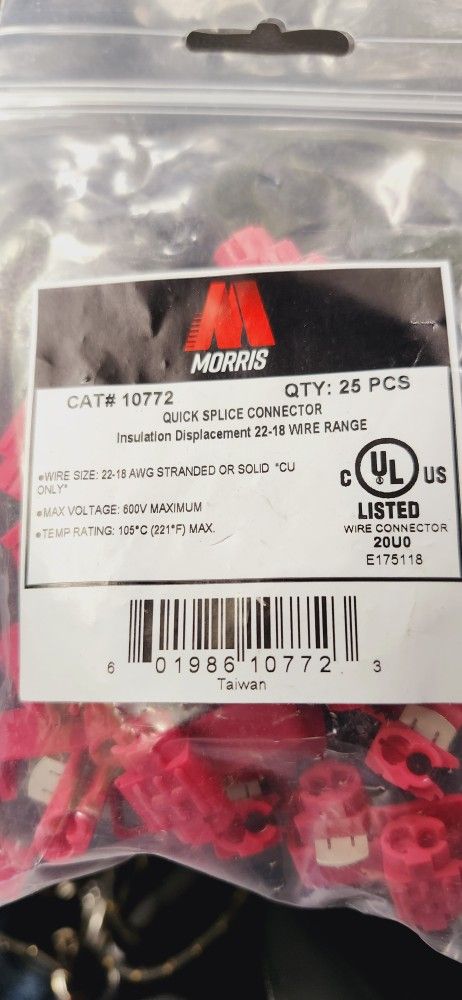 MORRIS
CAT# 10772 QTY: 25 PCS
QUICK SPLICE CONNECTOR
Insulation Displacement 22-18 WIRE RANGE
•WIRE SIZE: 22-18 AWG STRANDED OR SOLID "CU
ONLY"
•MAX VOLTAGE: 600V MAXIMUM
•TEMP RATING: 105°C (221°F) MAX.
C UL US
LISTED
WIRE CONNECTOR
20U0
E175118
6 01986 10772 3
Taiwan